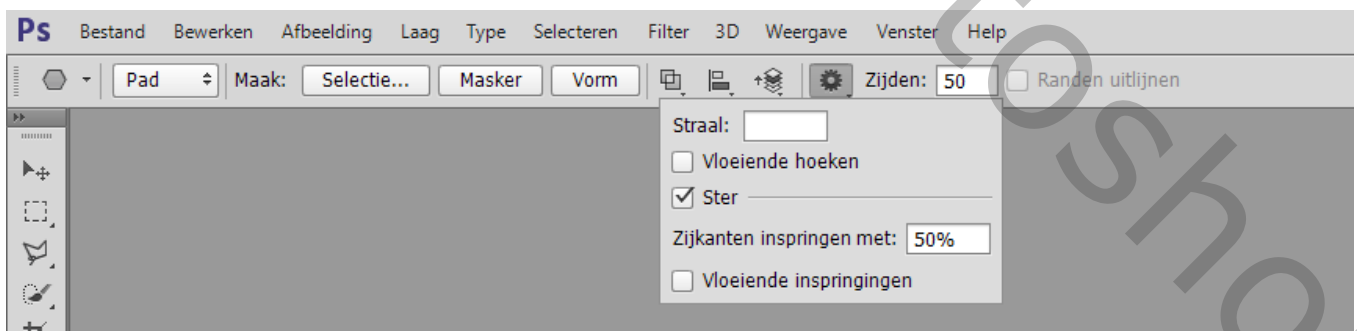 Ps Bestand Bewerken Afbeelding Laag Type Selecteren Filter 3D Weergave Venster Help
Pad Maak: Selectie... Masker Vorm Zijden: 50 Randen uitlijnen
Straal:
Vloeiende hoeken
Ster
Zijkanten inspringen met: 50%
Vloeiende inspringingen